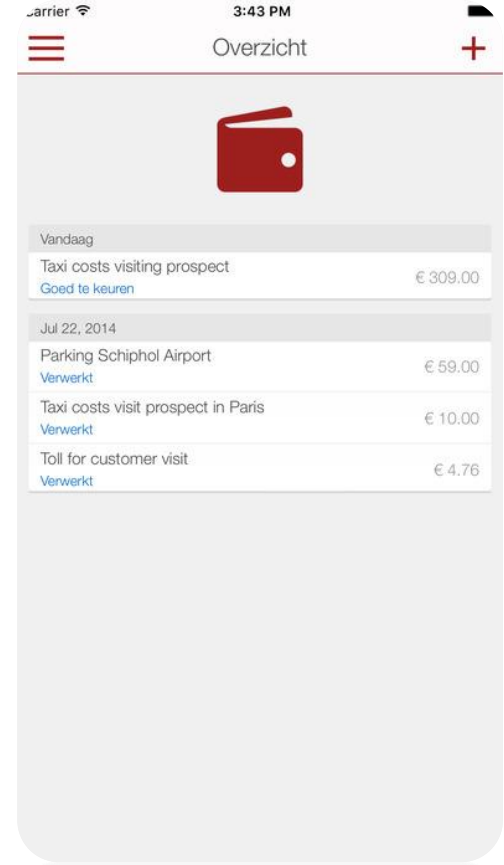 3:43 PM
Overzicht
Vandaag
Taxi costs visiting prospect
€ 309.00
Goed te keuren
Jul 22, 2014
Parking Schiphol Airport
€ 59.00
Verwerkt
Taxi costs visit prospect in Paris
€ 10.00
Verwerkt
Toll for customer visit
€ 4.76
Verwerkt